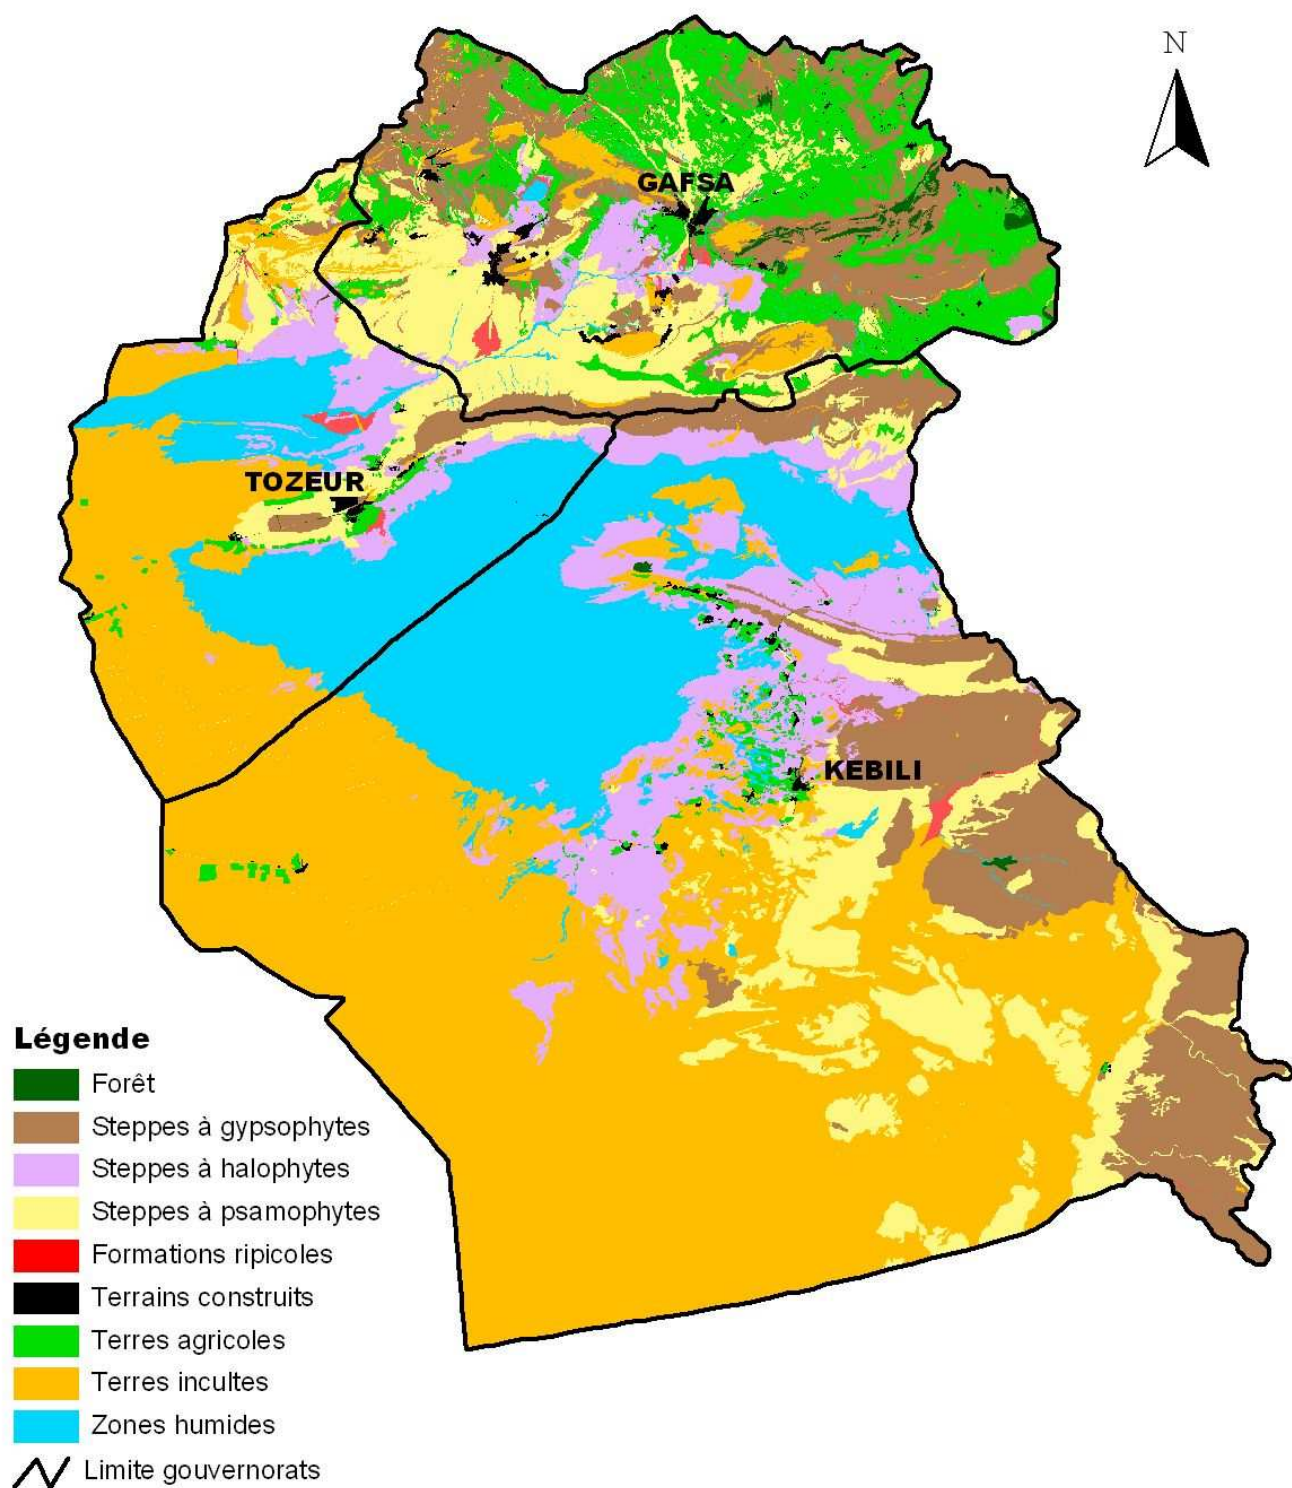 N
GAFSA
TOZEUR
KEBILI
Légende
Forêt
Steppes à gypsophytes
Steppes à halophytes
Steppes à psamophytes
Formations ripicoles
Terrains construits
Terres agricoles
Terres incultes
Zones humides
Limite gouvernorats